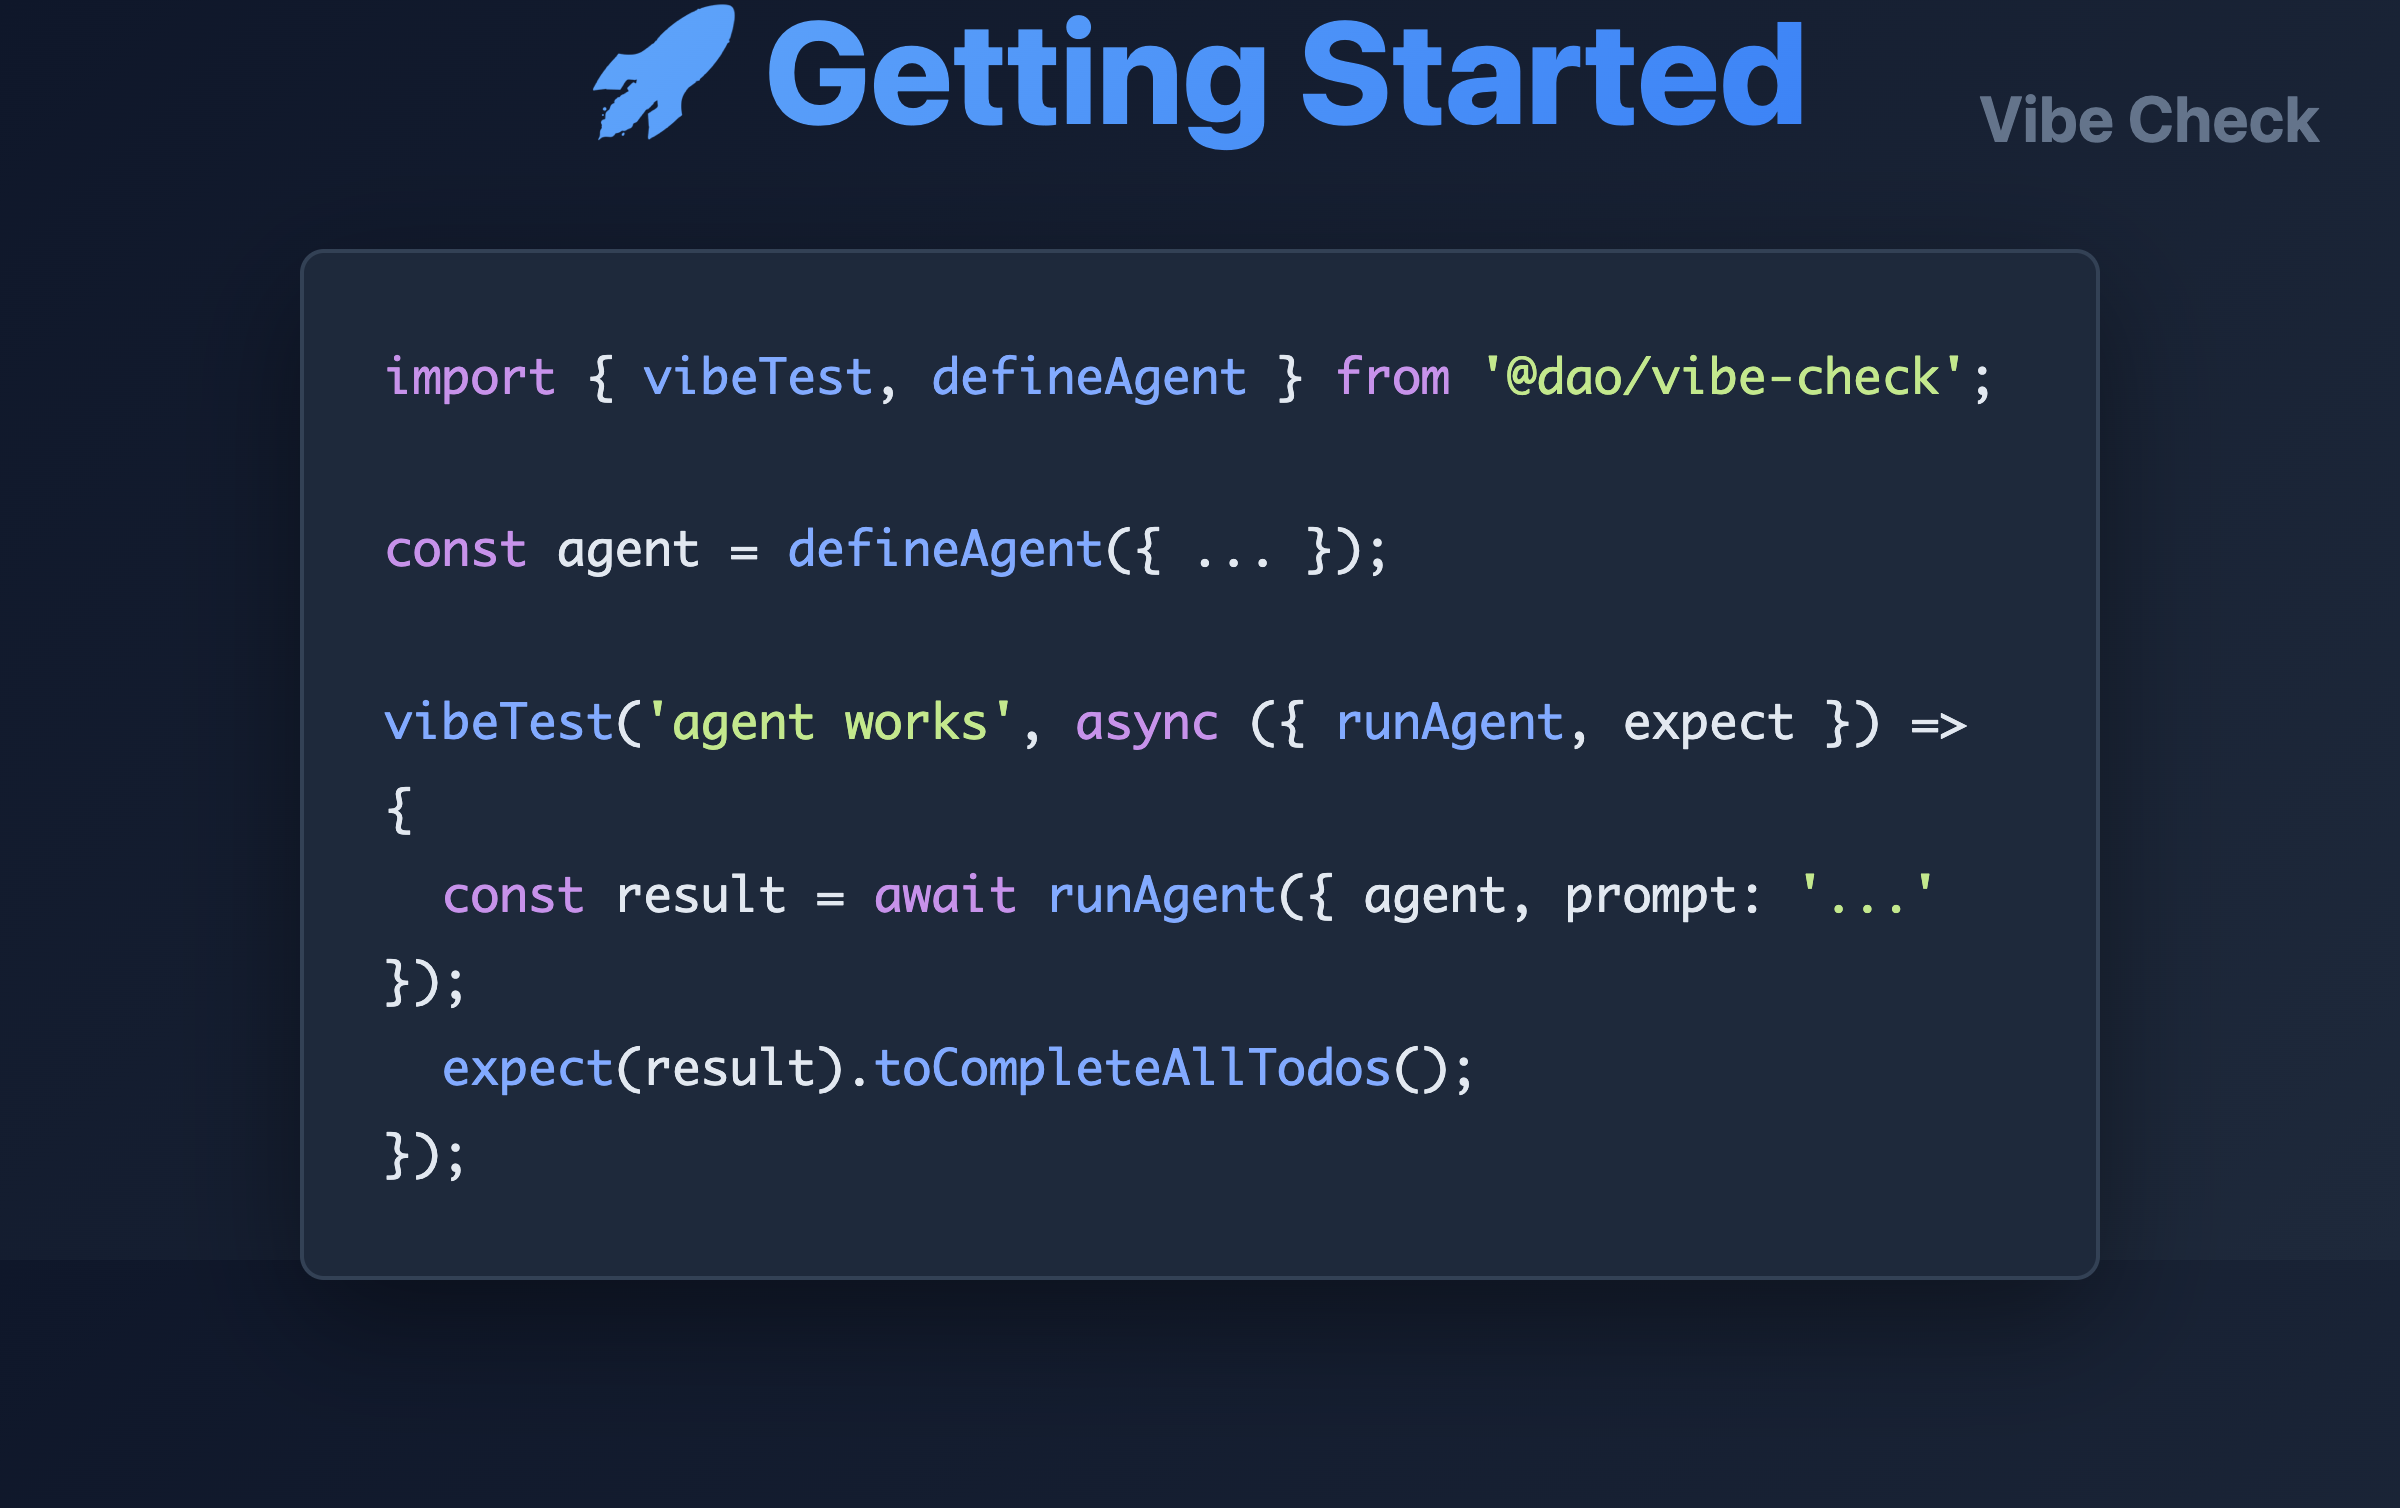 🚀 Getting Started
Vibe Check
import { vibeTest, defineAgent } from '@dao/vibe-check';
const agent = defineAgent({ ... });
vibeTest('agent works', async ({ runAgent, expect }) =>
{
  const result = await runAgent({ agent, prompt: '...'
});
  expect(result).toCompleteAllTodos();
});